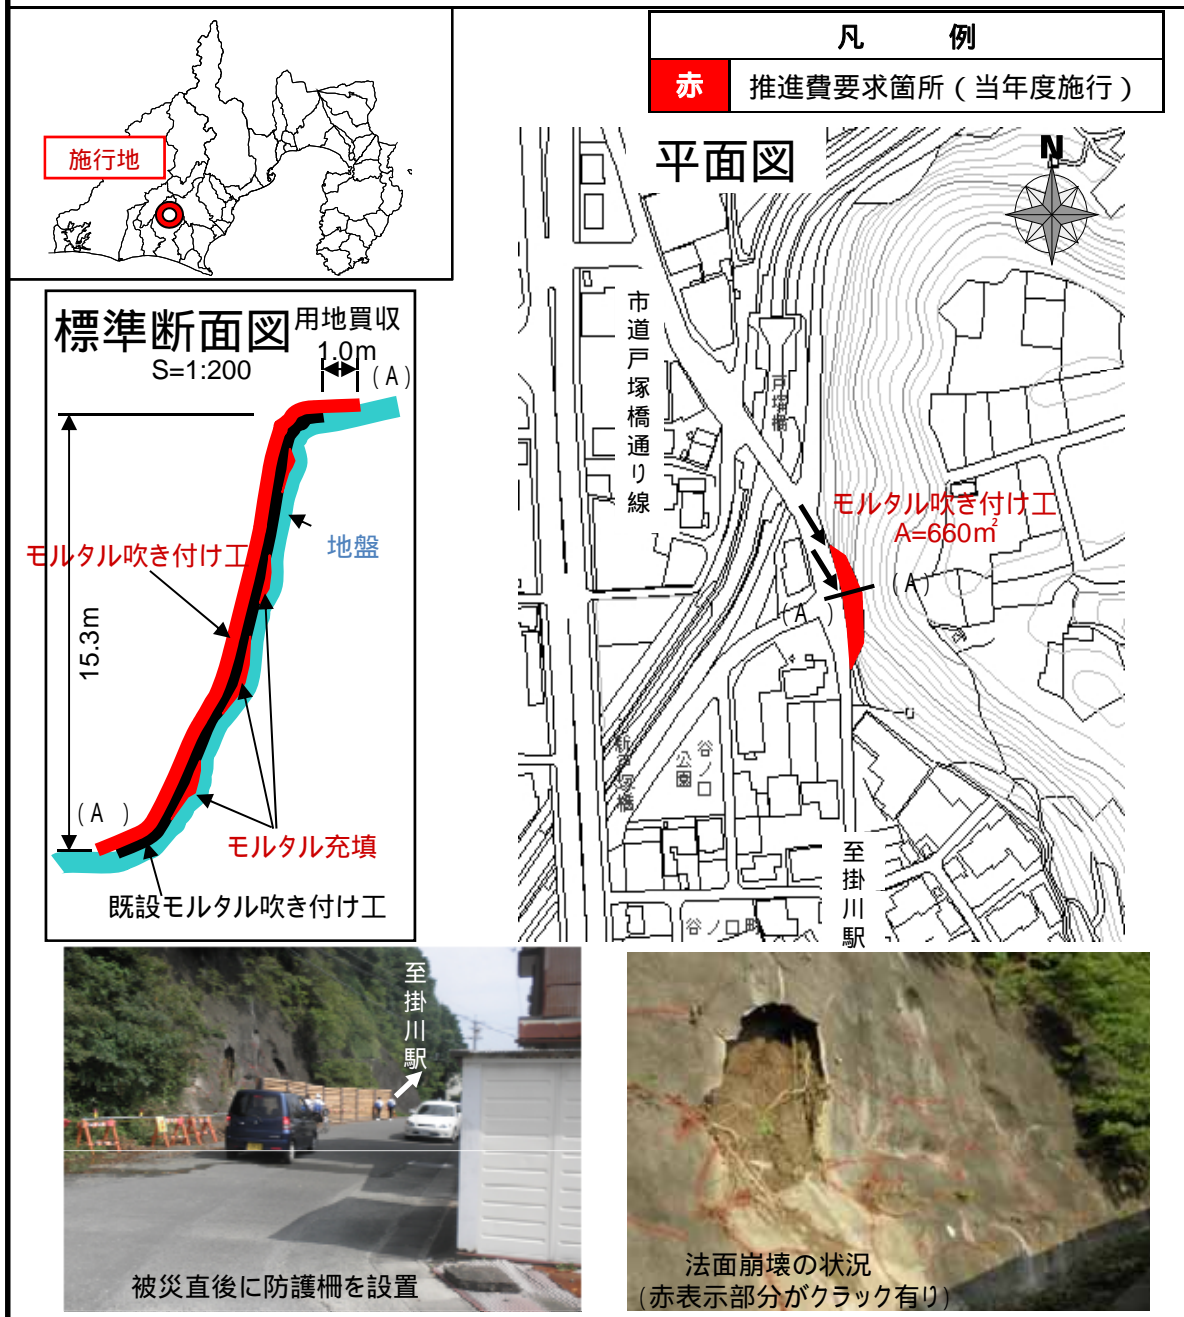 凡 例
赤 推進費要求箇所（当年度施行）
施行地
平面図
N
市道戸塚橋通り線
モルタル吹き付け工
A=660㎡
(A)
(A )
新戸塚橋
谷ノ口
公園
谷ノ口町
至掛川駅
標準断面図
S=1:200
用地買収
1.0m
(A)
モルタル吹き付け工
地盤
15.3m
(A )
モルタル充填
既設モルタル吹き付け工
至掛川駅
被災直後に防護柵を設置
法面崩壊の状況
(赤表示部分がクラック有り)